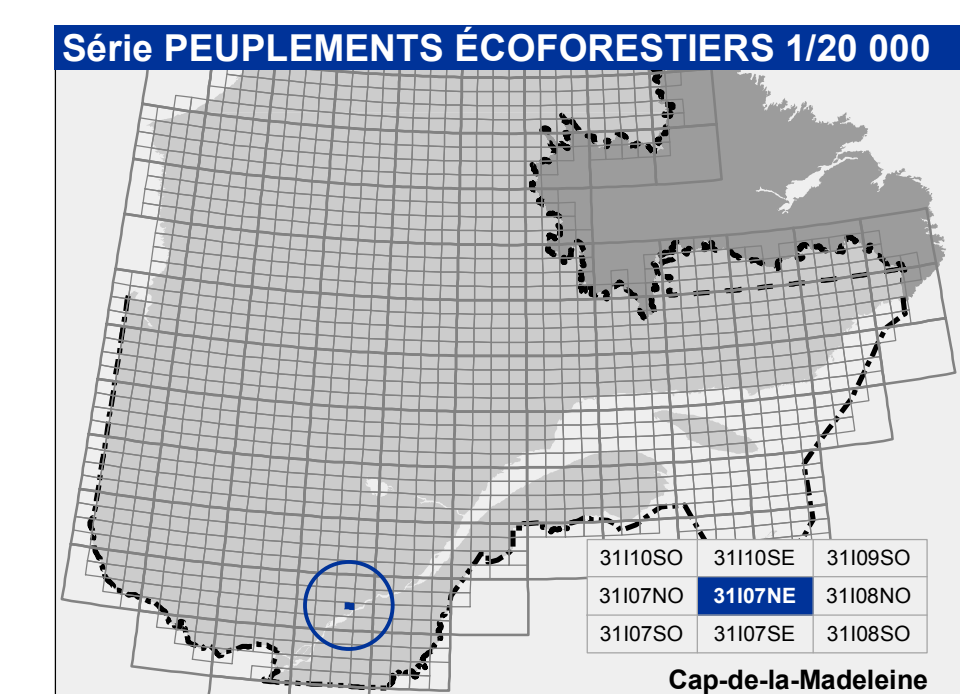 Série PEUPLEMENTS ÉCOFORESTIERS 1/20 000
31I10SO 31I10SE 31I09SO
31I07NO 31I07NE 31I08NO
31I07SO 31I07SE 31I08SO
Cap-de-la-Madeleine